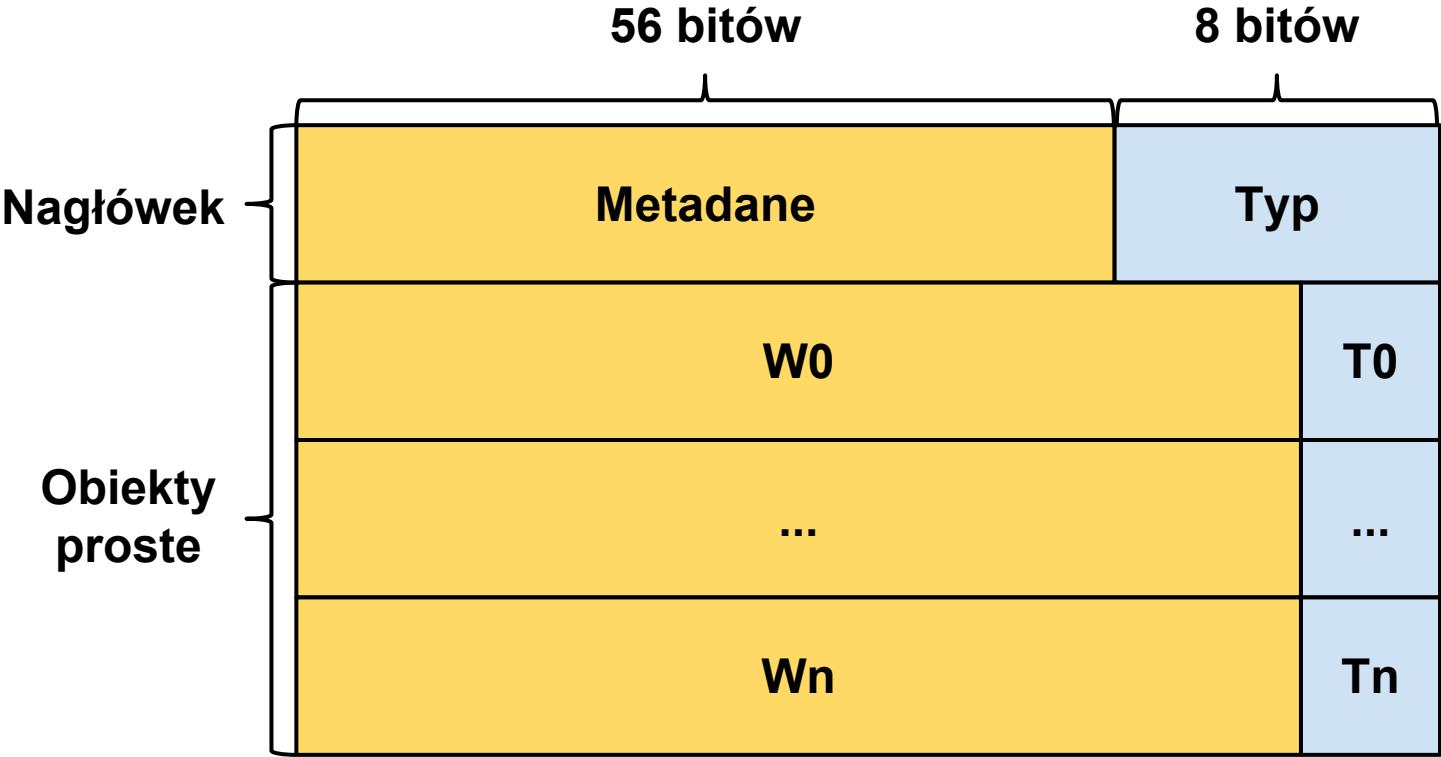 56 bitów
8 bitów
Nagłówek
Metadane
Typ
W0
T0
Obiekty
proste
...
...
Wn
Tn